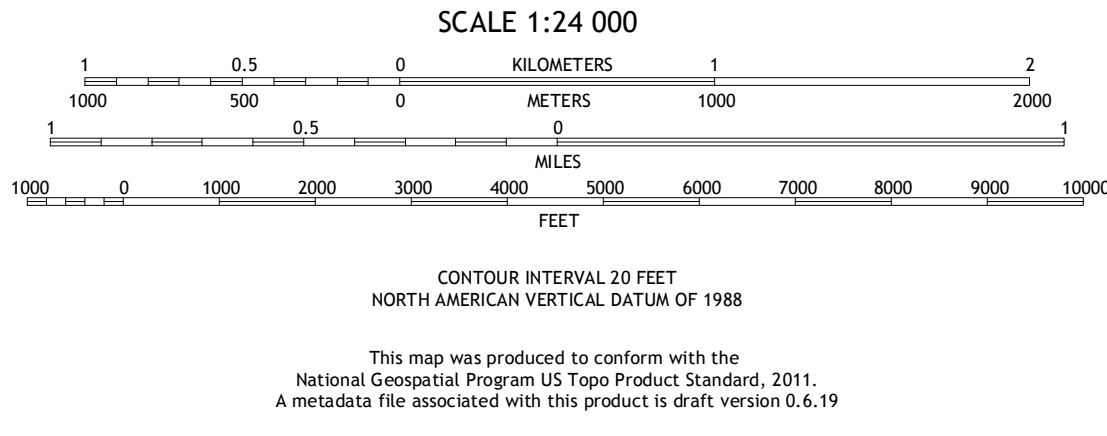 SCALE 1:24 000
1 0.5 0 KILOMETERS 1 2
1000 500 0 METERS 1000 2000
1 0.5 0 1
MILES
1000 0 1000 2000 3000 4000 5000 6000 7000 8000 9000 10000
FEET
CONTOUR INTERVAL 20 FEET
NORTH AMERICAN VERTICAL DATUM OF 1988
This map was produced to conform with the
National Geospatial Program US Topo Product Standard, 2011.
A metadata file associated with this product is draft version 0.6.19